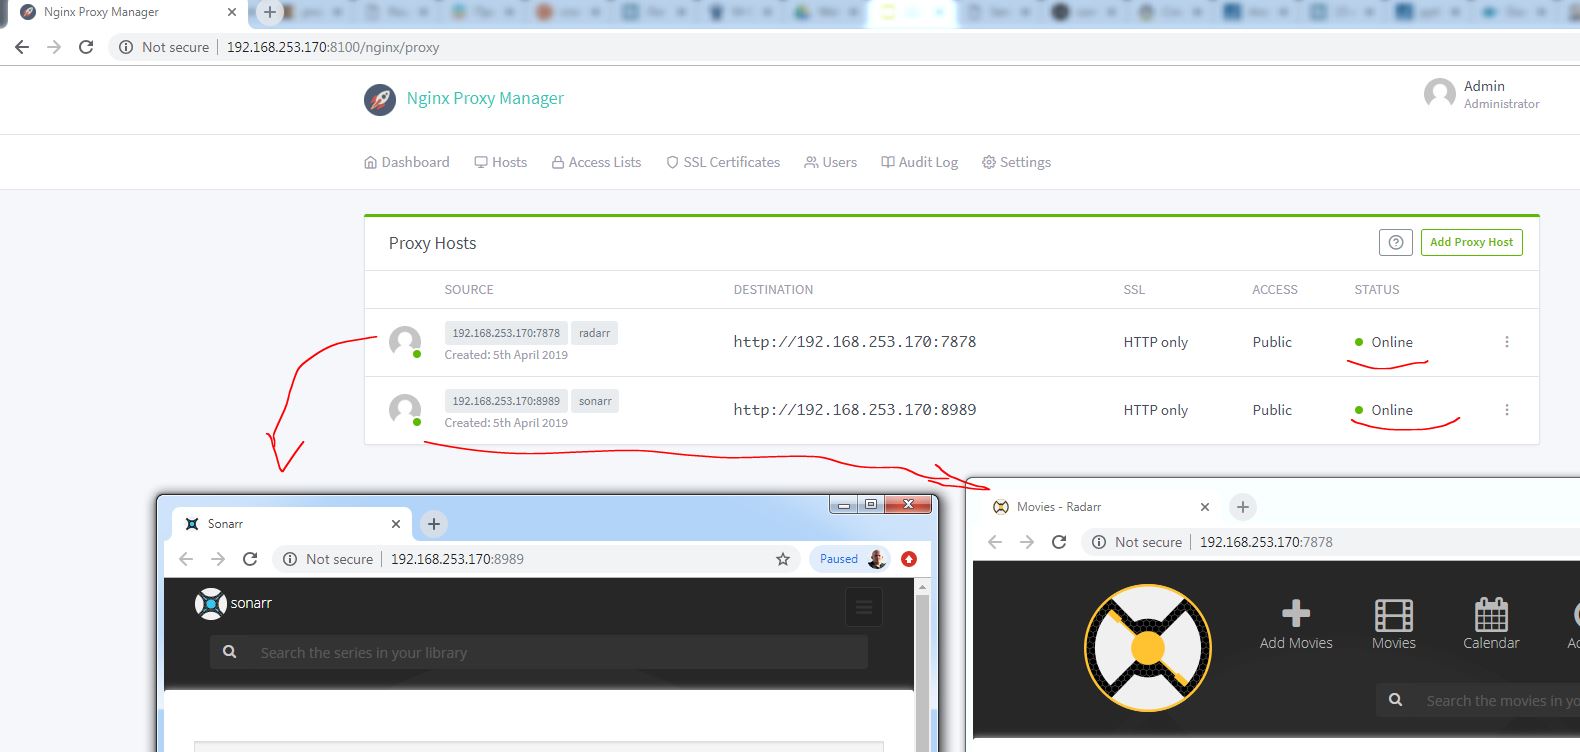 Nginx Proxy Manager
Not secure 192.168.253.170:8100/nginx/proxy
Nginx Proxy Manager
Admin
Administrator
Dashboard Hosts Access Lists SSL Certificates Users Audit Log Settings
Proxy Hosts
Add Proxy Host
SOURCE DESTINATION SSL ACCESS STATUS
192.168.253.170:7878 radarr
Created: 5th April 2019
http://192.168.253.170:7878 HTTP only Public Online
192.168.253.170:8989 sonarr
Created: 5th April 2019
http://192.168.253.170:8989 HTTP only Public Online
Sonarr
Not secure 192.168.253.170:8989 Paused
sonarr
Search the series in your library
Movies - Radarr
Not secure 192.168.253.170:7878
Add Movies Movies Calendar
Search the movies in yo